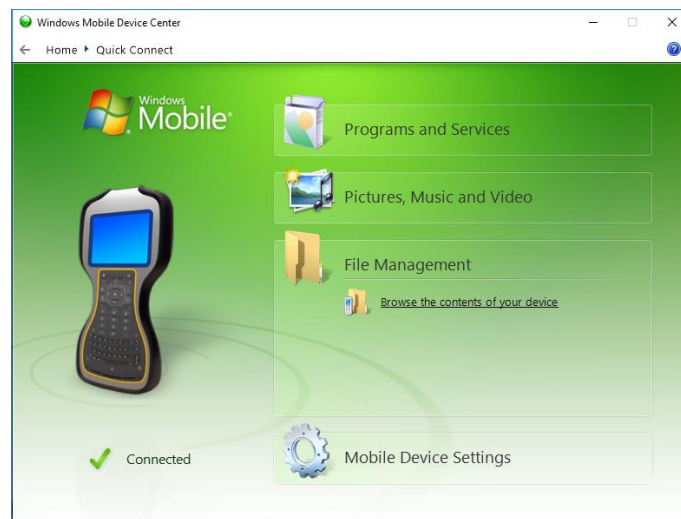 Windows Mobile Device Center
Home Quick Connect
Windows
Mobile
Programs and Services
Pictures, Music and Video
File Management
Browse the contents of your device
Connected
Mobile Device Settings